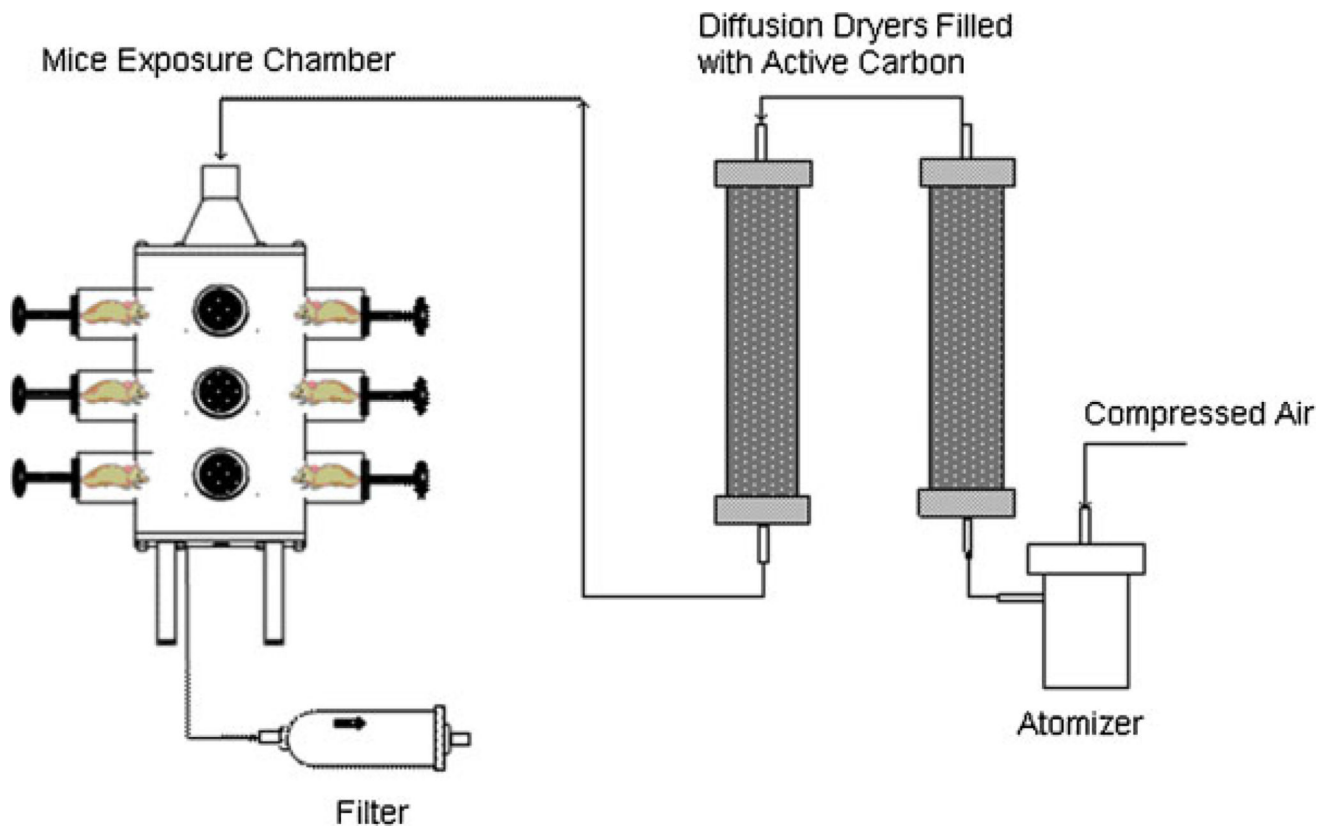 Mice Exposure Chamber
Diffusion Dryers Filled
with Active Carbon
Compressed Air
Atomizer
Filter